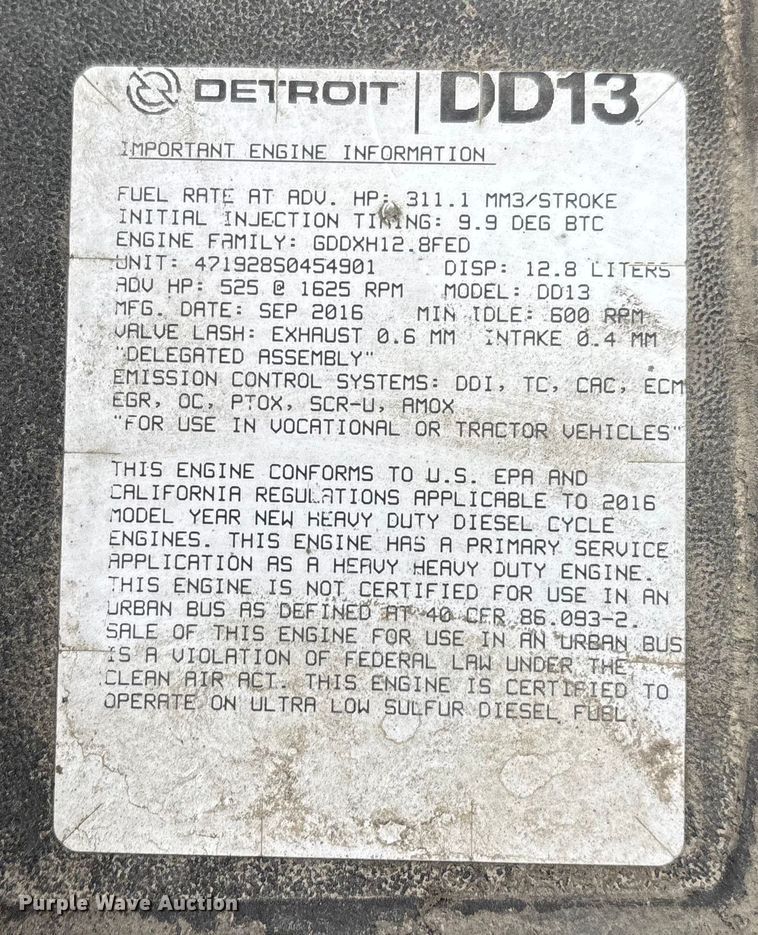 DETROIT DD13
IMPORTANT ENGINE INFORMATION
FUEL RATE AT ADV. HP: 311.1 MM3/STROKE
INITIAL INJECTION TIMING: 9.9 DEG BTC
ENGINE FAMILY: GDDXH12.8FED
UNIT: 471928S0454901 DISP: 12.8 LITERS
ADV HP: 525 @ 1625 RPM MODEL: DD13
MFG. DATE: SEP 2016 MIN IDLE: 600 RPM
VALVE LASH: EXHAUST 0.6 MM INTAKE 0.4 MM
"DELEGATED ASSEMBLY"
EMISSION CONTROL SYSTEMS: DDI, TC, CAC, ECM
EGR, OC, PTOX, SCR-U, AMOX
"FOR USE IN VOCATIONAL OR TRACTOR VEHICLES"
THIS ENGINE CONFORMS TO U.S. EPA AND
CALIFORNIA REGULATIONS APPLICABLE TO 2016
MODEL YEAR NEW HEAVY DUTY DIESEL CYCLE
ENGINES. THIS ENGINE HAS A PRIMARY SERVICE
APPLICATION AS A HEAVY HEAVY DUTY ENGINE.
THIS ENGINE IS NOT CERTIFIED FOR USE IN AN
URBAN BUS AS DEFINED AT 40 CFR 86.093-2.
SALE OF THIS ENGINE FOR USE IN AN URBAN BUS
IS A VIOLATION OF FEDERAL LAW UNDER THE
CLEAN AIR ACT. THIS ENGINE IS CERTIFIED TO
OPERATE ON ULTRA LOW SULFUR DIESEL FUEL.
Purple Wave Auction